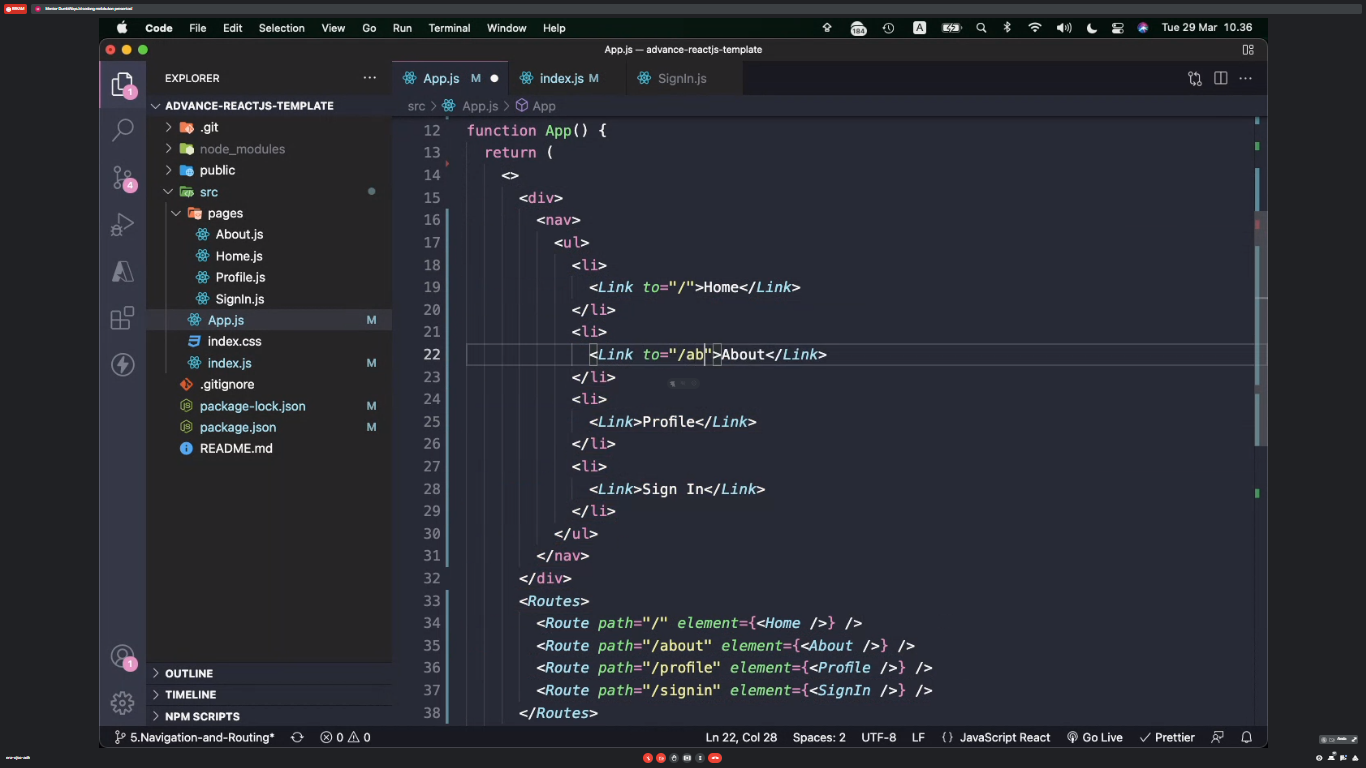 Code File Edit Selection View Go Run Terminal Window Help 184 A Tue 29 Mar 10.36
App.js — advance-reactjs-template
EXPLORER
App.js M
index.js M
SignIn.js
ADVANCE-REACTJS-TEMPLATE
src > App.js > App
.git
node_modules
public
src
pages
About.js
Home.js
Profile.js
SignIn.js
App.js M
index.css
index.js M
.gitignore
package-lock.json M
package.json M
README.md
1
4
1
12 function App() {
13 return (
14 <>
15 <div>
16 <nav>
17 <ul>
18 <li>
19 <Link to="/">Home</Link>
20 </li>
21 <li>
22 <Link to="/ab">About</Link>
23 </li>
24 <li>
25 <Link>Profile</Link>
26 </li>
27 <li>
28 <Link>Sign In</Link>
29 </li>
30 </ul>
31 </nav>
32 </div>
33 <Routes>
34 <Route path="/" element={<Home />} />
35 <Route path="/about" element={<About />} />
36 <Route path="/profile" element={<Profile />} />
37 <Route path="/signin" element={<SignIn />} />
38 </Routes>
OUTLINE
TIMELINE
NPM SCRIPTS
5.Navigation-and-Routing* 0 0 Ln 22, Col 28 Spaces: 2 UTF-8 LF {} JavaScript React Go Live Prettier